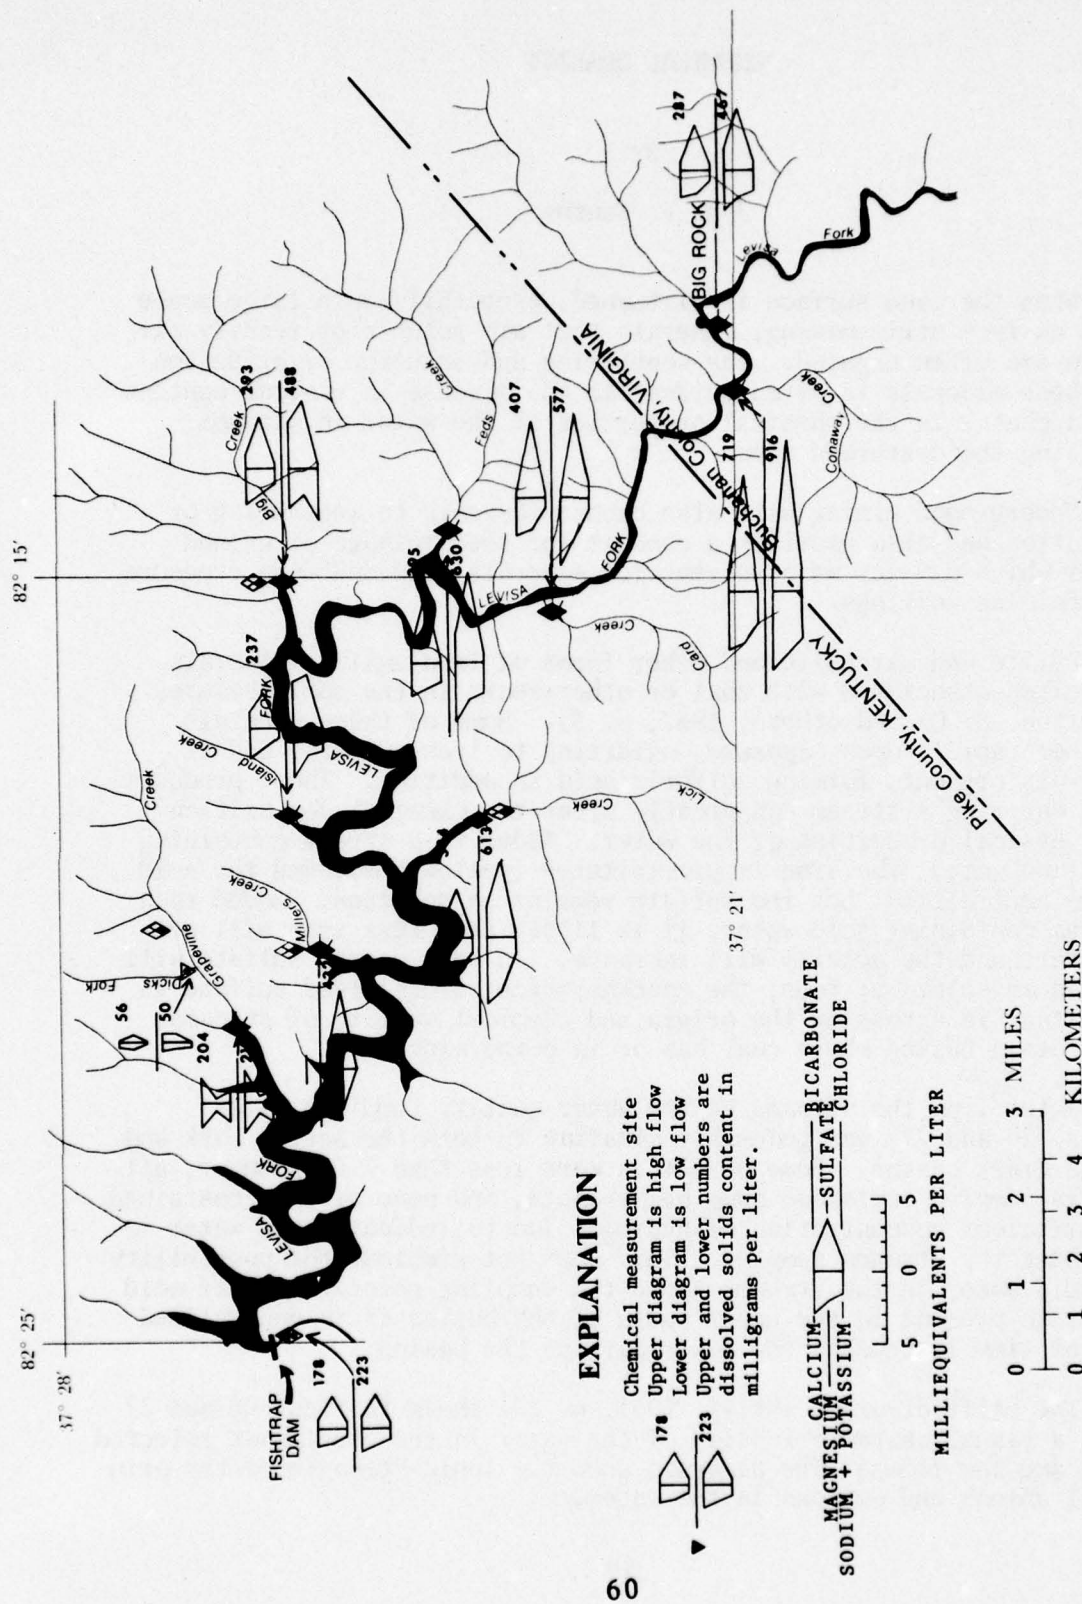 82° 25'
82° 15'
37° 28'
37° 21'
FISHTRAP
DAM
178
223
LEVISA
FORK
204
56
50
Dicks
Fork
Grapevine
Creek
Millers Creek
613
Lick
Creek
Island
Creek
237
LEVISA
FORK
Big
Creek
293
488
630
Feds
Creek
407
577
LEVISA
FORK
Card
Creek
Pike County, KENTUCKY
Buchanan County VIRGINIA
719
916
Conaway
Creek
BIG ROCK
287
467
Levisa
Fork
EXPLANATION
Chemical measurement site
Upper diagram is high flow
Lower diagram is low flow
Upper and lower numbers are
dissolved solids content in
milligrams per liter.
178
223
CALCIUM BICARBONATE
MAGNESIUM SULFATE
SODIUM + POTASSIUM CHLORIDE
5 0 5
MILLIEQUIVALENTS PER LITER
0 1 2 3 MILES
0 1 2 3 4 KILOMETERS
60